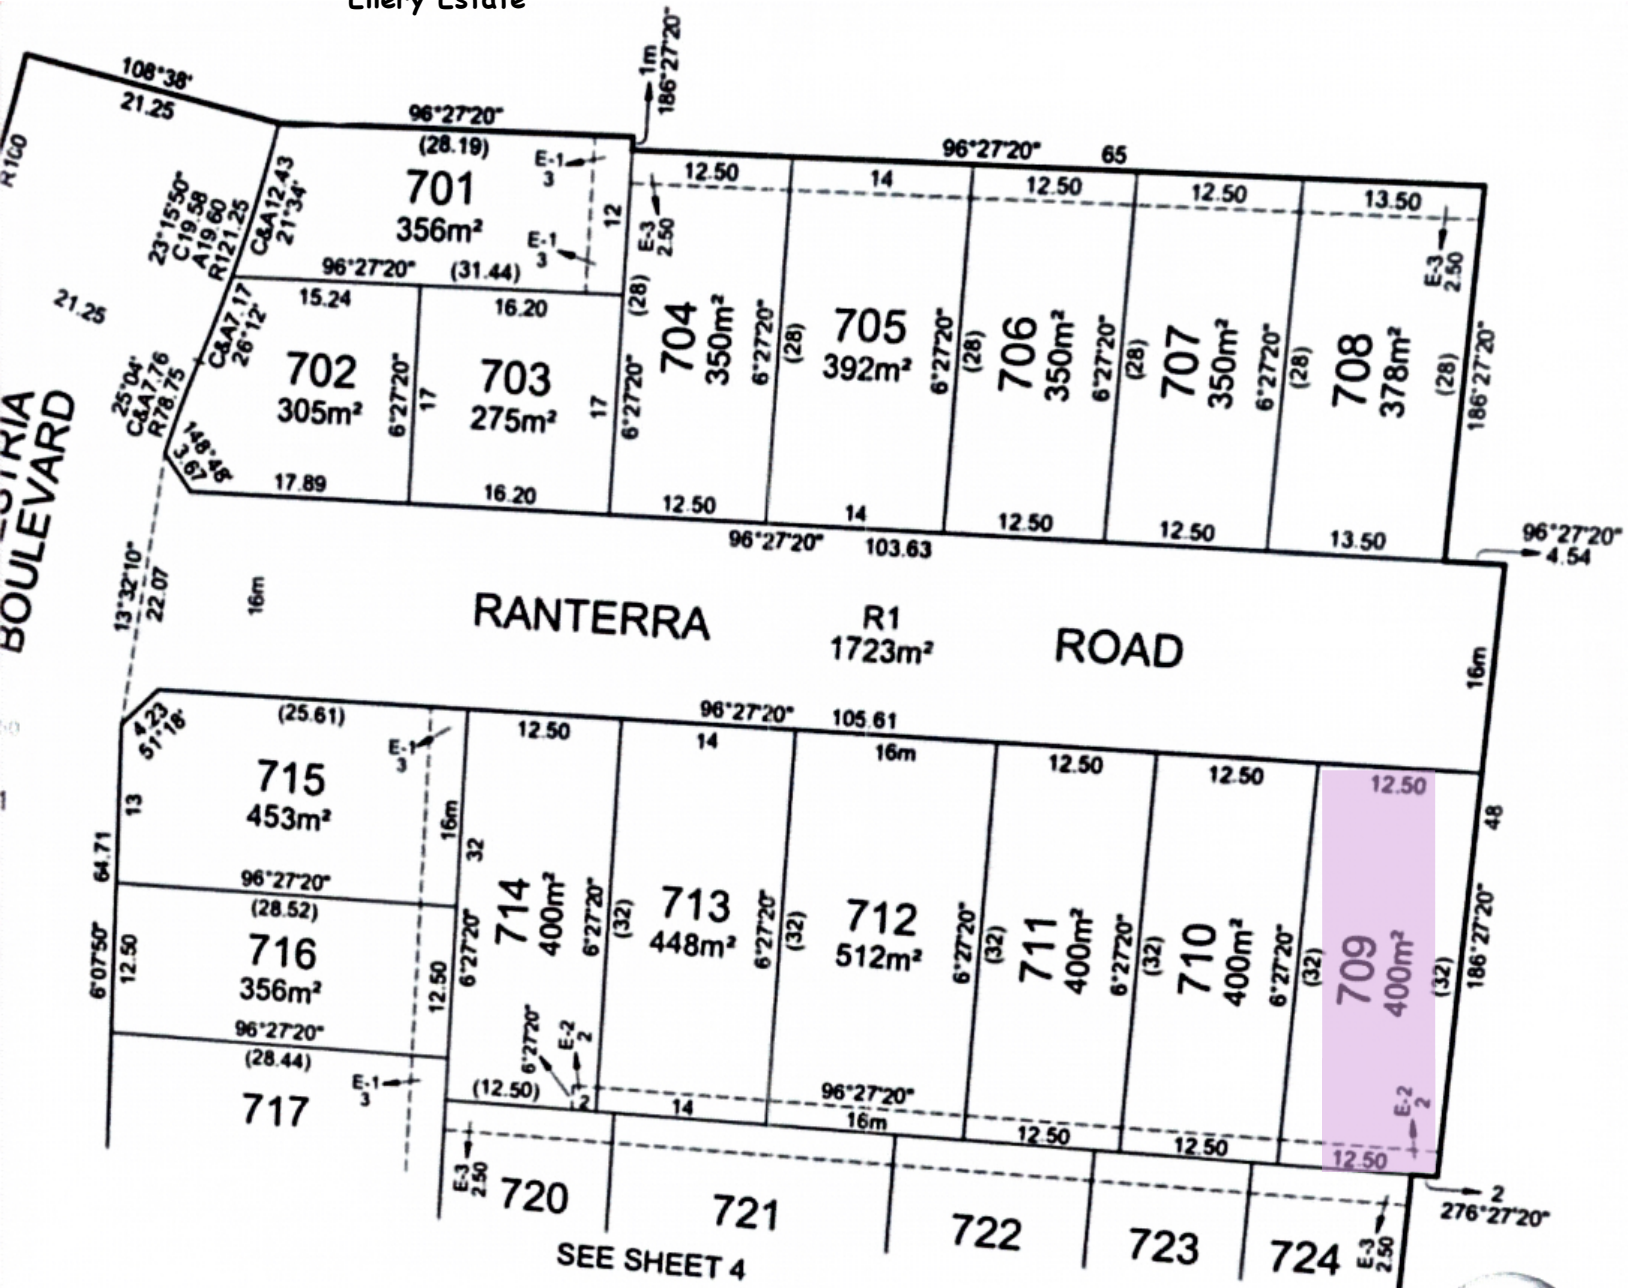 Ellery Estate
108°38'
21.25
R100
96°27'20"
(28.19)
1m
186°27'20"
E-1
3
701
356m²
12
E-1
3
96°27'20" (31.44)
C&A12.43
21°34'
23°15'50"
C19.58
A19.60
R121.25
21.25
96°27'20" 65
12.50
14
12.50
12.50
13.50
E-3
2.50
E-3
2.50
15.24
16.20
C&A7.17
26°12'
25°04'
C&A7.76
R78.75
148°48'
3.67
702
305m²
6°27'20"
17
17.89
703
275m²
17
16.20
(28)
6°27'20"
704
350m²
6°27'20"
12.50
(28)
705
392m²
6°27'20"
14
(28)
706
350m²
6°27'20"
12.50
(28)
707
350m²
6°27'20"
12.50
(28)
708
378m²
(28)
186°27'20"
13.50
96°27'20" 103.63
96°27'20"
4.54
BOULEVARD
13°32'10"
22.07
16m
RANTERRA ROAD
R1
1723m²
16m
96°27'20" 105.61
4.23
51°18'
(25.61)
E-1
3
715
453m²
13
16m
96°27'20"
64.71
6°07'50"
(28.52)
716
356m²
12.50
12.50
96°27'20"
(28.44)
717
E-1
3
12.50
32
6°27'20"
714
400m²
6°27'20"
6°27'20"
E-2
2
2
(12.50)
14
(32)
713
448m²
6°27'20"
14
16m
(32)
712
512m²
6°27'20"
96°27'20"
16m
12.50
(32)
711
400m²
6°27'20"
12.50
12.50
(32)
710
400m²
6°27'20"
12.50
12.50
(32)
709
400m²
(32)
E-2
2
12.50
48
186°27'20"
2
276°27'20"
E-3
2.50
720
721
722
723
724
E-3
2.50
SEE SHEET 4